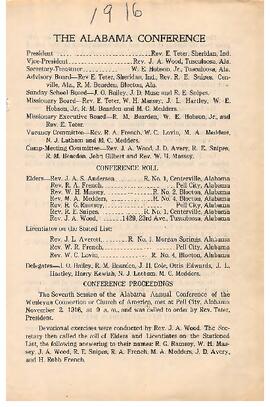 1916
THE ALABAMA CONFERENCE
President Rev. E. Teter, Sheridan, Ind.
Vice-President Rev. J. A. Wood, Tuscaloosa, Ala.
Secretary-Treasurer W. E. Hobson, Jr., Tuscaloosa, Ala.
Advisory Board—Rev E. Teter, Sheridan, Ind., Rev. R. E. Snipes, Cen-
ville, Ala., R. M. Bearden, Blocton, Ala.
Sunday School Board—J. O. Bailey, J. D. Muse and R. E. Snipes.
Missionary Board—Rev. E. Teter, W. H. Massey, J. L. Hartley, W. E.
Hobson, Jr., R. M. Bearden and M. C. Medders.
Missionary Executive Board—R. M. Bearden, W. E. Hobson, Jr., and
Rev. E. Teter.
Vacancy Committee—Rev. R. A. French, W. C. Lovin, M. A. Medders,
N. J. Latham and M. C. Medders.
Camp-Meeting Committee—Rev. J. A. Wood, J. D. Avery, R. E. Snipes,
R. M. Bearden, John Gilbert and Rev. W. H. Massey.
CONFERENCE ROLL
Elders—Rev. J. A. S. Anderson R. No. 1, Centerville, Alabama
Rev. R. A. French, Pell City, Alabama
Rev. W. H. Massey R. No. 2, Blocton, Alabama
Rev. M. A. Medders R. No. 4, Blocton, Alabama
Rev. R. G. Ramsey Pell City, Alabama
Rev. R. E. Snipes, R. No. 1, Centerville, Alabama
Rev. J. A. Wood, 1429, 23rd Ave., Tuscaloosa, Alabama
Licentiates on the Stated List:
Rev. J. L. Averett, R. No. 1, Morgan Springs, Alabama
Rev. W. R. French, Pell City, Alabama
Rev. W. C. Lovin, R. No. 2, Blocton, Alabama
Delegates—J. O. Bailey, R. M. Bearden, J. H. Cole, Ottis Edwards, J. L.
Hartley, Harry Kewish, N. J. Latham, M. C. Medders.
CONFERENCE PROCEEDINGS
The Seventh Session of the Alabama Annual Conference of the
Wesleyan Connection or Church of America, met at Pell City, Alabama
November 2, 1916, at 9 a. m., and was called to order by Rev. Teter,
President.
Devotional exercises were conducted by Rev. J. A. Wood. The Sec-
retary then called the roll of Elders and Licentiates on the Stationed
List, the following answering to their names: R. G. Ramsey, W. H. Mas-
sey, J. A. Wood, R. E. Snipes, R. A. French, M. A. Medders, J. D. Avery,
and H. Robb French.